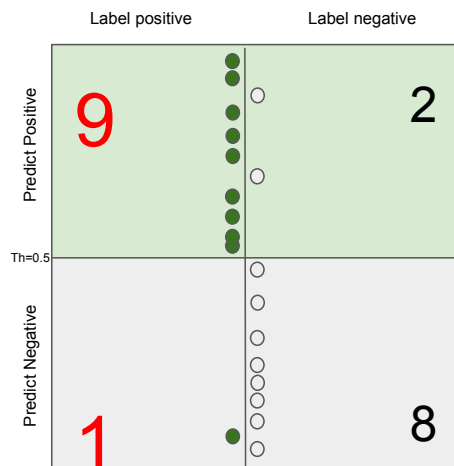 Label positive
Label negative
Predict Positive
9
2
Th=0.5
Predict Negative
1
8